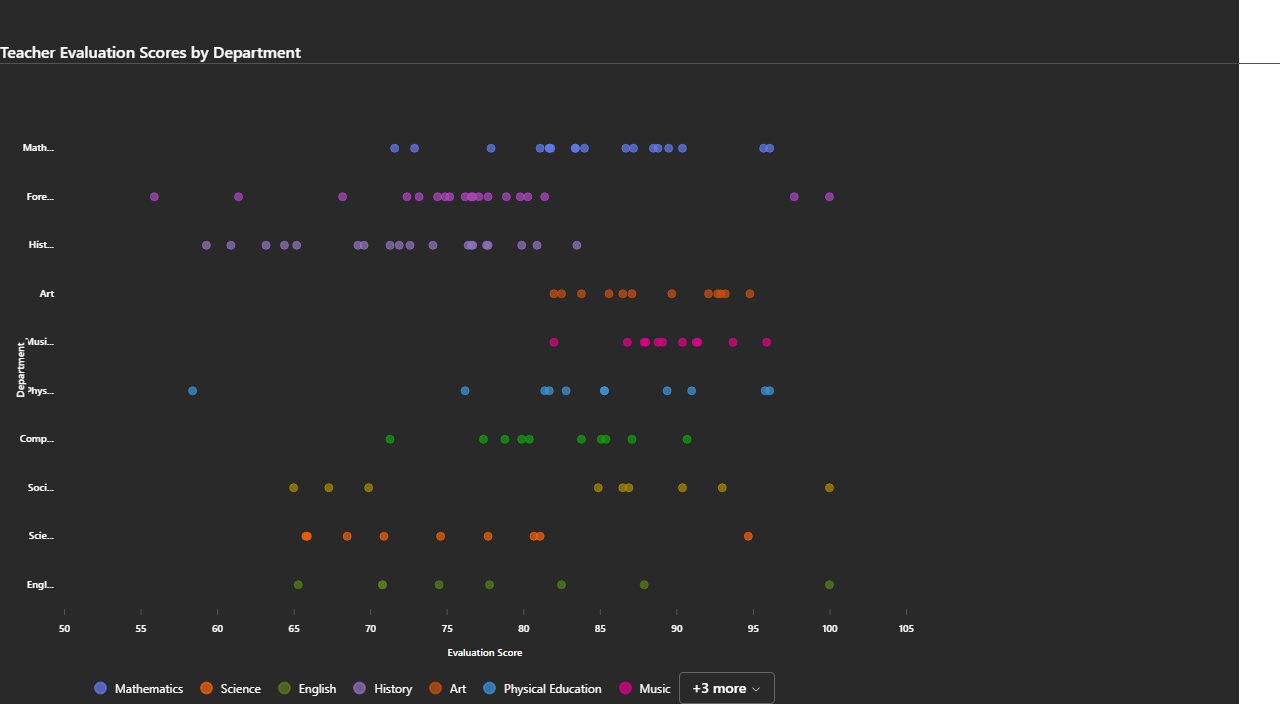 Teacher Evaluation Scores by Department
Math...
Fore...
Hist...
Art
Musi...
Department
Phys...
Comp...
Soci...
Scie...
Engl...
50 55 60 65 70 75 80 85 90 95 100 105
Evaluation Score
Mathematics Science English History Art Physical Education Music +3 more